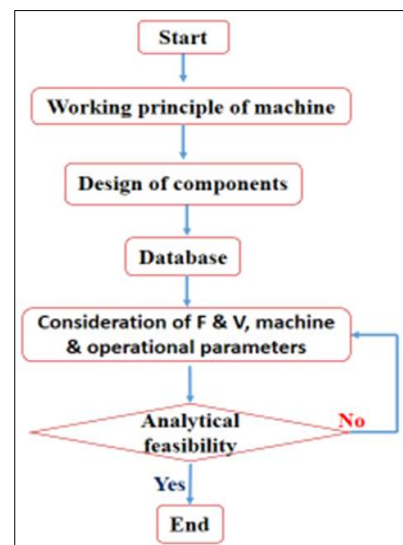 Start
Working principle of machine
Design of components
Database
Consideration of F & V, machine
& operational parameters
Analytical
feasibility
No
Yes
End